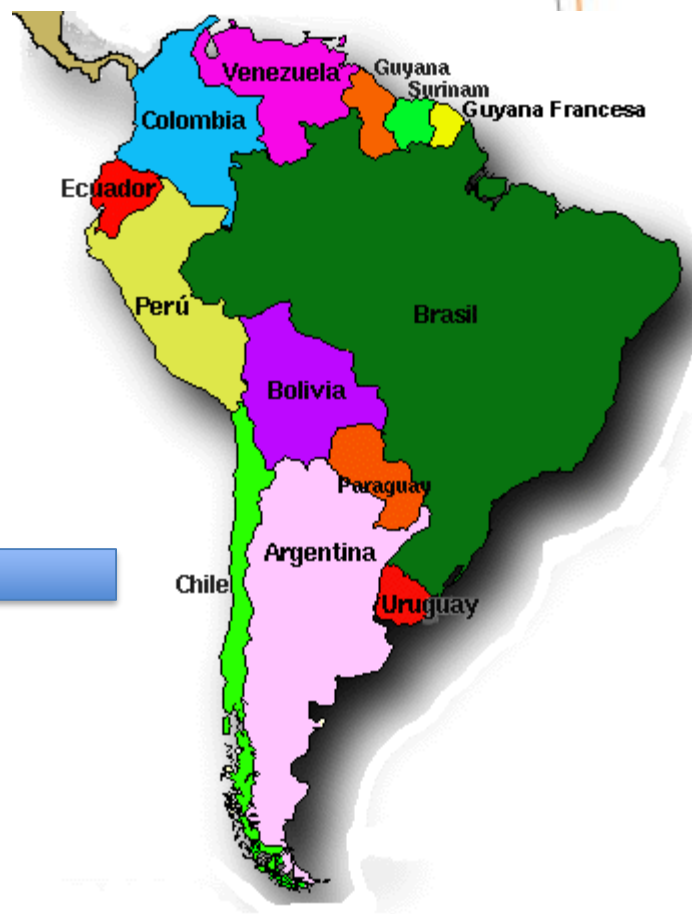 Venezuela
Guyana
Surinam
Guyana Francesa
Colombia
Ecuador
Perú
Brasil
Bolivia
Paraguay
Argentina
Chile
Uruguay